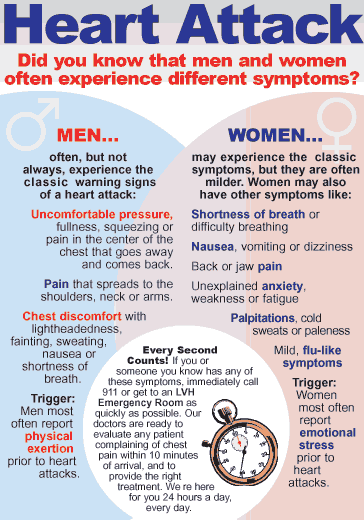 Heart Attack
Did you know that men and women
often experience different symptoms?
MEN...
often, but not
always, experience the
classic warning signs
of a heart attack:
Uncomfortable pressure,
fullness, squeezing or
pain in the center of the
chest that goes away
and comes back.
Pain that spreads to the
shoulders, neck or arms.
Chest discomfort with
lightheadedness,
fainting, sweating,
nausea or
shortness of
breath.
Trigger:
Men most
often report
physical
exertion
prior to heart
attacks.
WOMEN...
may experience the classic
symptoms, but they are often
milder. Women may also
have other symptoms like:
Shortness of breath or
difficulty breathing
Nausea, vomiting or dizziness
Back or jaw pain
Unexplained anxiety,
weakness or fatigue
Palpitations, cold
sweats or paleness
Mild, flu-like
symptoms
Trigger:
Women
most often
report
emotional
stress
prior to
heart
attacks.
Every Second
Counts! If you or
someone you know has any of
these symptoms, immediately call
911 or get to an LVH
Emergency Room as
quickly as possible. Our
doctors are ready to
evaluate any patient
complaining of chest
pain within 10 minutes
of arrival, and to
provide the right
treatment. We re here
for you 24 hours a day,
every day.